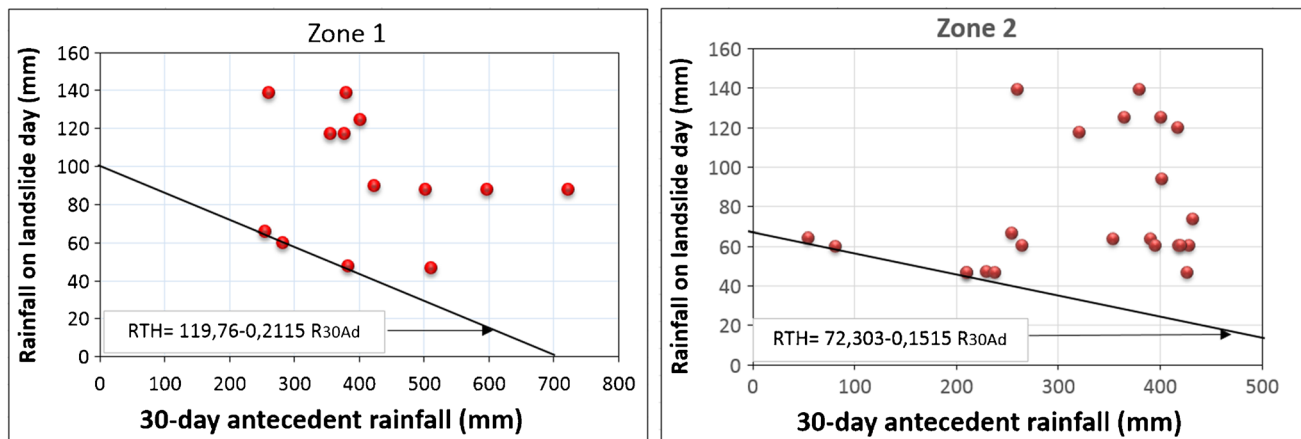 Zone 1
Rainfall on landslide day (mm)
160
140
120
100
80
60
40
20
0
RTH= 119,76-0,2115 R30Ad
0 100 200 300 400 500 600 700 800
30-day antecedent rainfall (mm)
Zone 2
Rainfall on landslide day (mm)
160
140
120
100
80
60
40
20
0
RTH= 72,303-0,1515 R30Ad
0 100 200 300 400 500
30-day antecedent rainfall (mm)